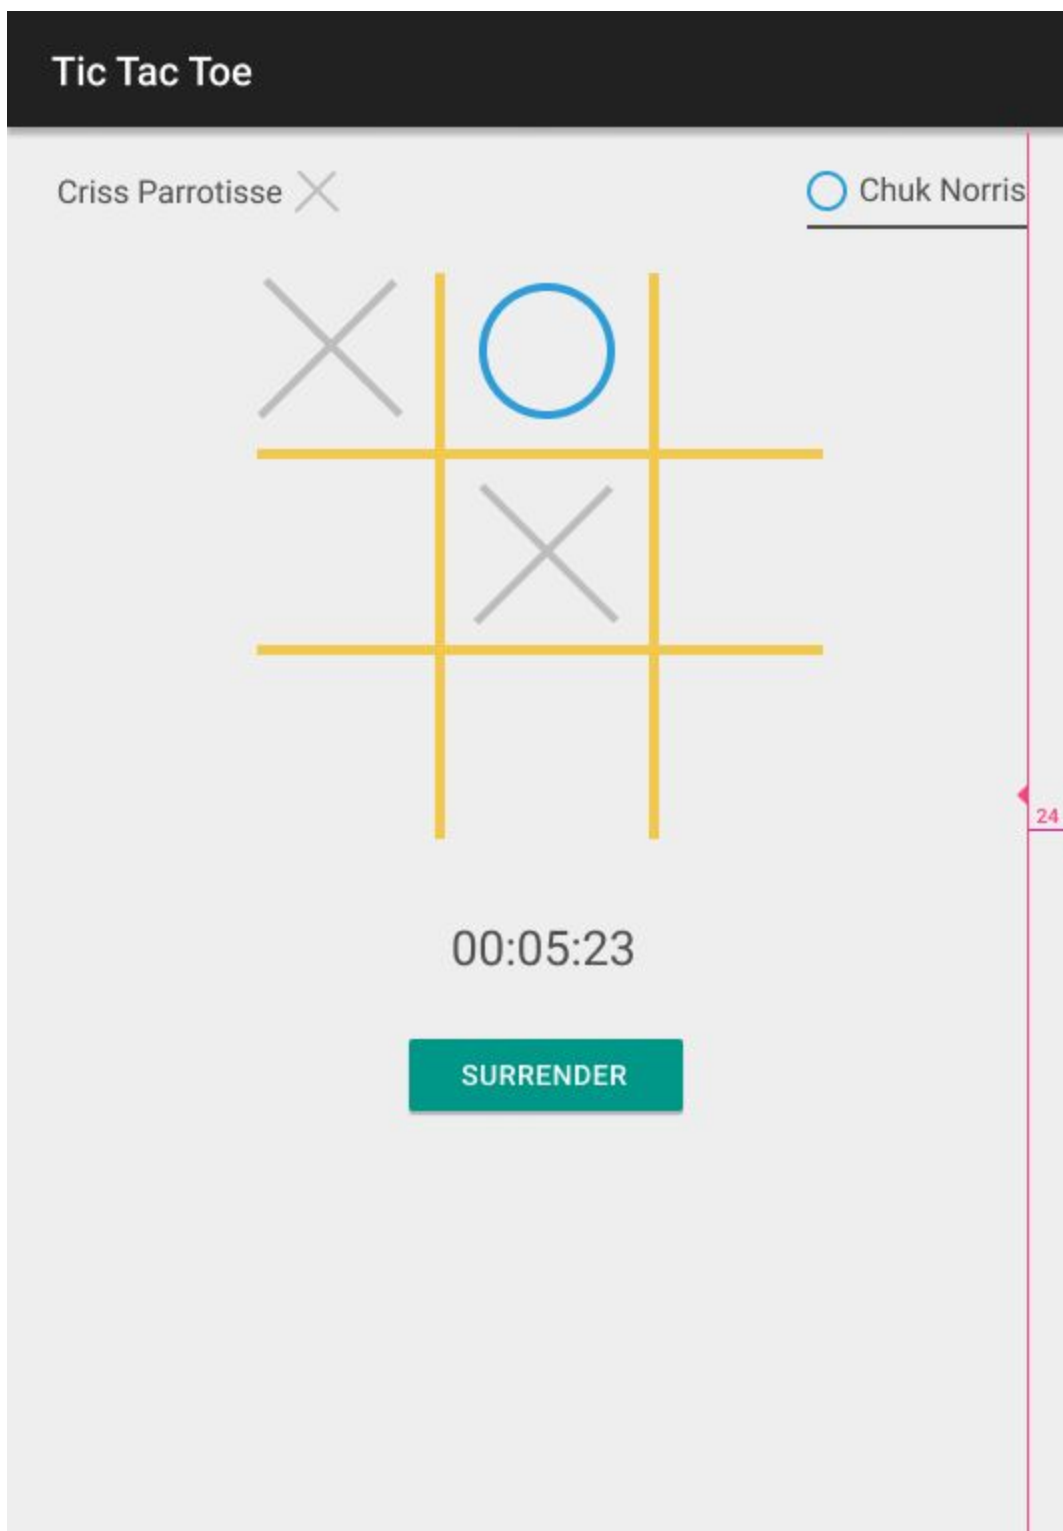 Tic Tac Toe
Criss Parrotisse
Chuk Norris
24
00:05:23
SURRENDER